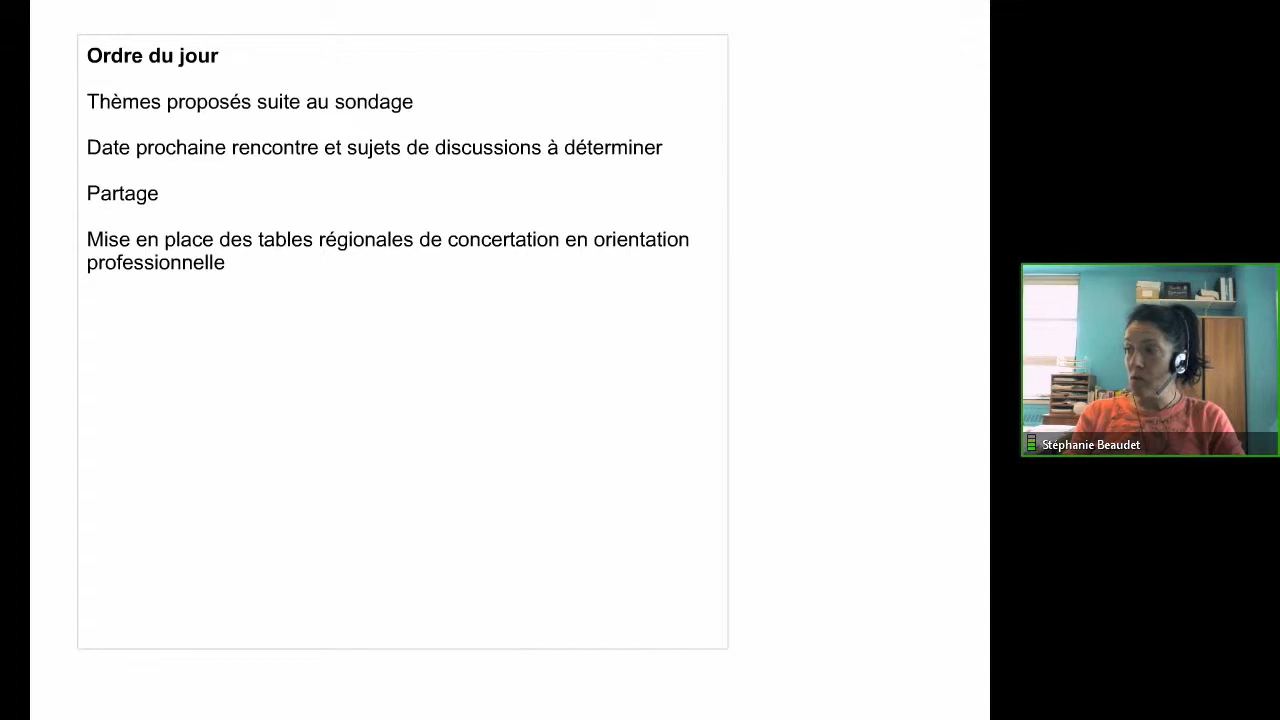 Ordre du jour
Thèmes proposés suite au sondage
Date prochaine rencontre et sujets de discussions à déterminer
Partage
Mise en place des tables régionales de concertation en orientation
professionnelle
Stéphanie Beaudet